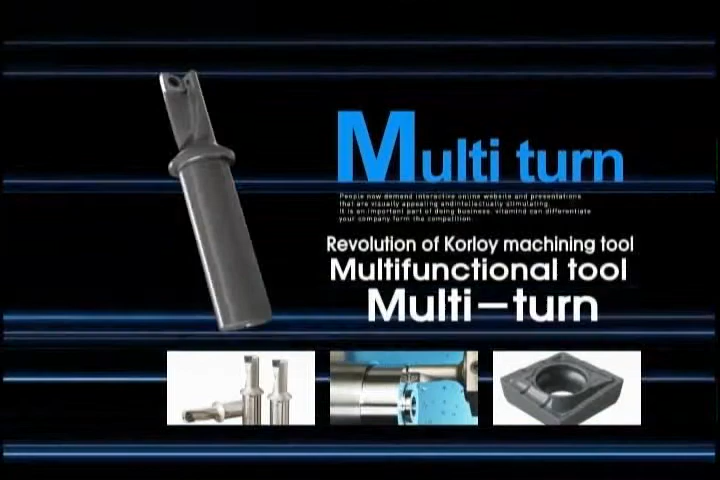 Multi turn
People now demand interactive online website and presentations
that are visually appealing andintellectually stimulating.
It is an important part of doing business, vitamind can differentiate
your company form the competition.
Revolution of Korloy machining tool
Multifunctional tool
Multi-turn